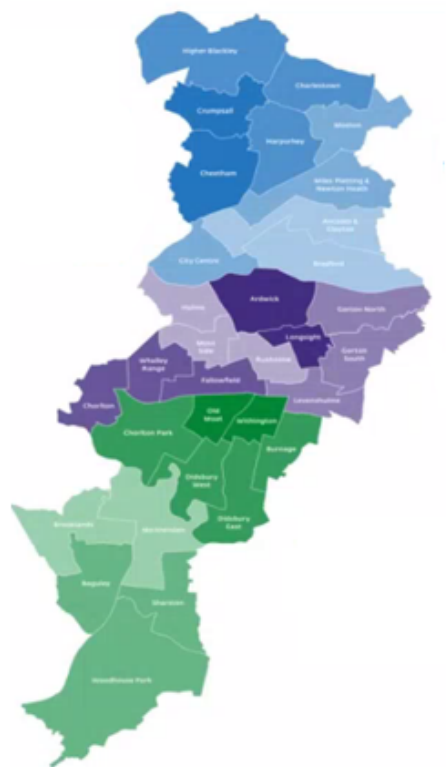 Higher Blackley
Charlestown
Crumpsall
Moston
Harpurhey
Cheetham
Miles Platting &
Newton Heath
Ancoats &
Clayton
City Centre
Bradford
Ardwick
Hulme
Gorton North
Longsight
Moss
Side
Rusholme
Gorton
South
Whalley
Range
Fallowfield
Levenshulme
Chorlton
Old
Moat
Withington
Chorlton Park
Burnage
Didsbury
West
Didsbury
East
Brooklands
Northenden
Baguley
Sharston
Woodhouse Park